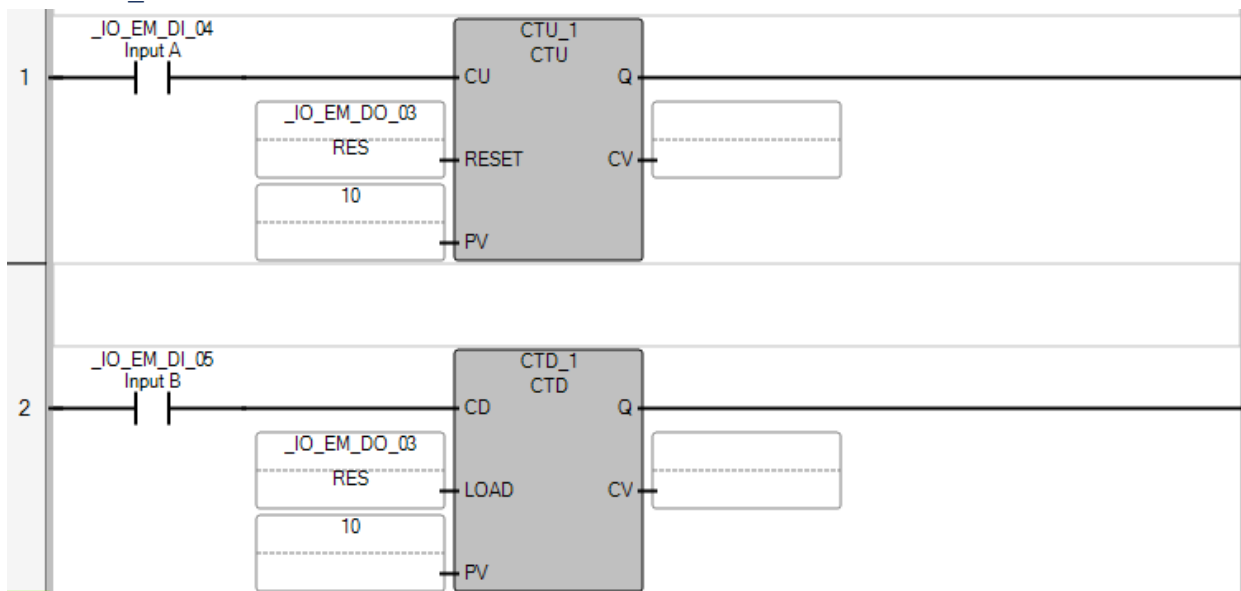 _IO_EM_DI_04
Input A
CTU_1
CTU
1
CU
Q
_IO_EM_DO_03
RES
RESET
CV
10
PV
_IO_EM_DI_05
Input B
CTD_1
CTD
2
CD
Q
_IO_EM_DO_03
RES
LOAD
CV
10
PV